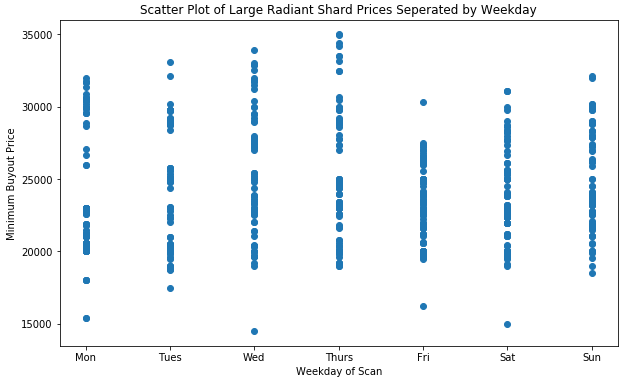 Scatter Plot of Large Radiant Shard Prices Seperated by Weekday
Minimum Buyout Price
35000
30000
25000
20000
15000
Mon Tues Wed Thurs Fri Sat Sun
Weekday of Scan